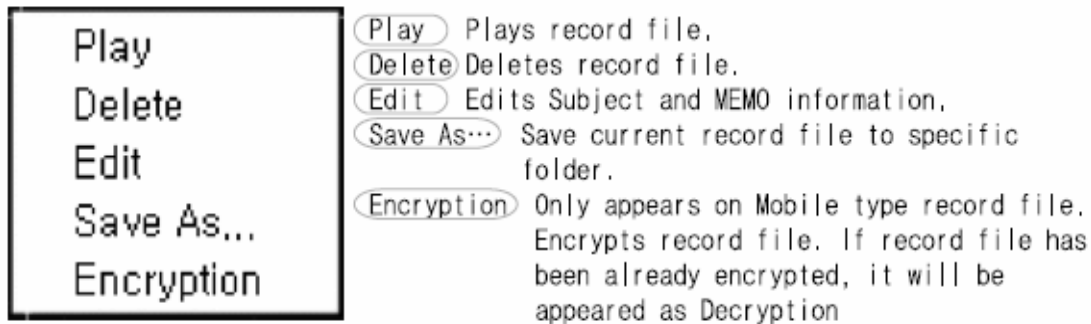 Play
Delete
Edit
Save As...
Encryption
Play Plays record file,
Delete Deletes record file.
Edit Edits Subject and MEMO information,
Save As… Save current record file to specific
folder.
Encryption Only appears on Mobile type record file.
Encrypts record file. If record file has
been already encrypted, it will be
appeared as Decryption